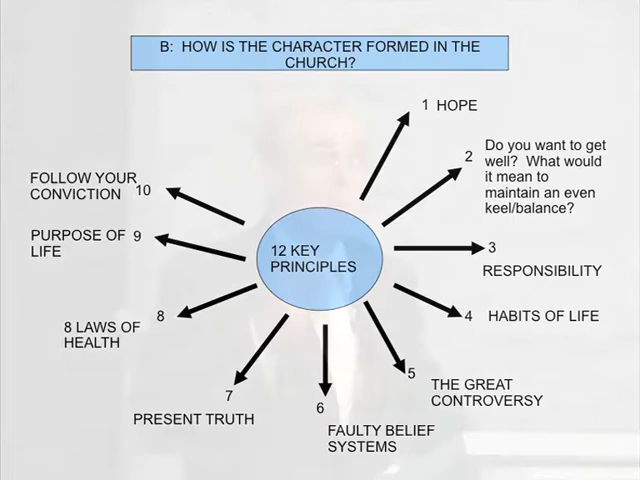 B:  HOW IS THE CHARACTER FORMED IN THE
CHURCH?
1 HOPE
2 Do you want to get
well?  What would
it mean to
maintain an even
keel/balance?
3
RESPONSIBILITY
4 HABITS OF LIFE
5
THE GREAT
CONTROVERSY
6
FAULTY BELIEF
SYSTEMS
7
PRESENT TRUTH
8
8 LAWS OF
HEALTH
PURPOSE OF 9
LIFE
FOLLOW YOUR
CONVICTION 10
12 KEY
PRINCIPLES